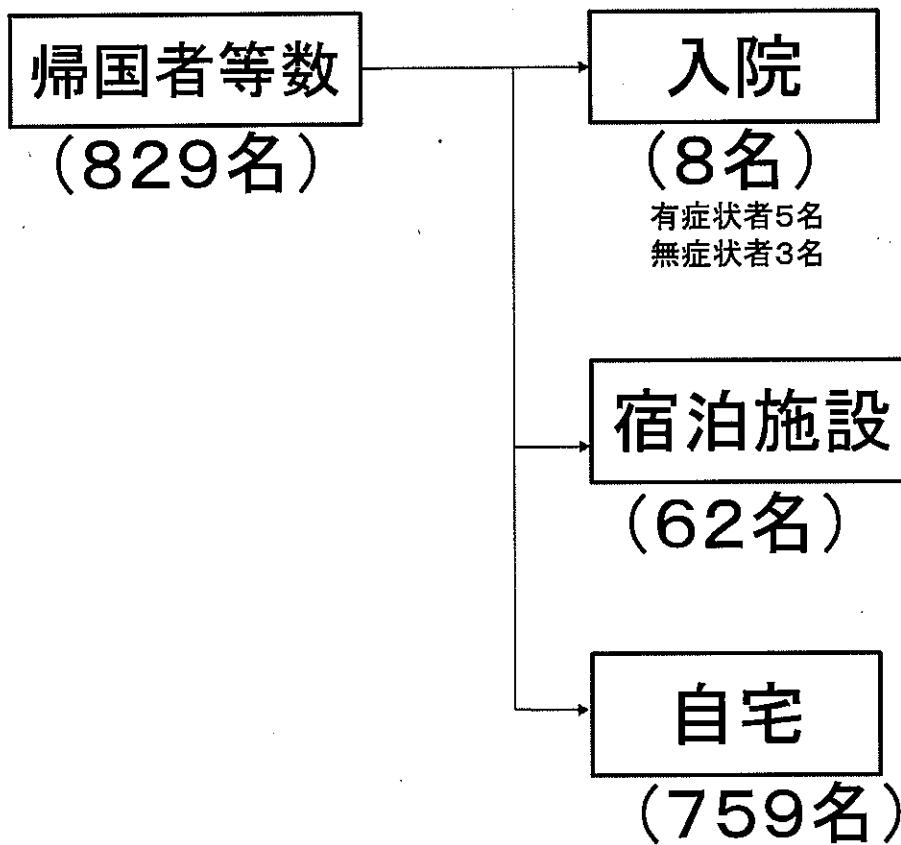 帰国者等数
(829名)
入院
(8名)
有症状者5名
無症状者3名
宿泊施設
(62名)
自宅
(759名)